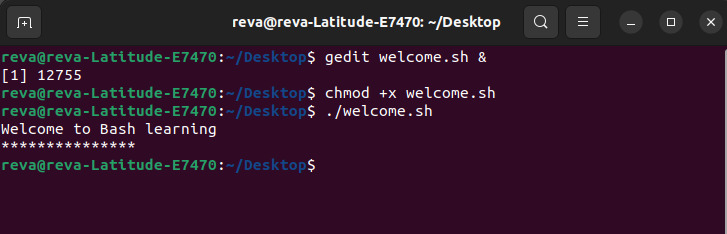 reva@reva-Latitude-E7470: ~/Desktop
reva@reva-Latitude-E7470:~/Desktop$ gedit welcome.sh &
[1] 12755
reva@reva-Latitude-E7470:~/Desktop$ chmod +x welcome.sh
reva@reva-Latitude-E7470:~/Desktop$ ./welcome.sh
Welcome to Bash learning
***************
reva@reva-Latitude-E7470:~/Desktop$